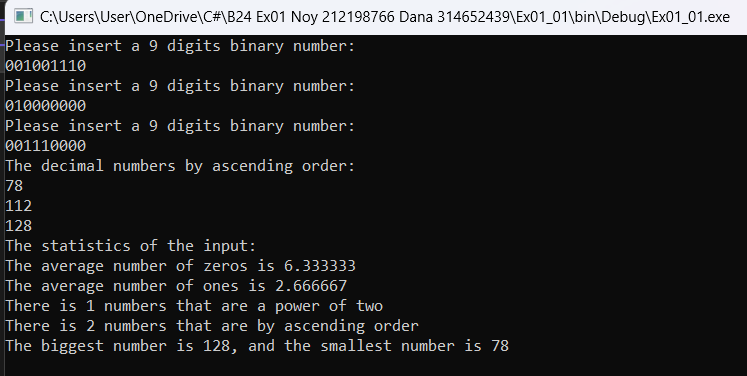 C:\Users\User\OneDrive\C#\B24 Ex01 Noy 212198766 Dana 314652439\Ex01_01\bin\Debug\Ex01_01.exe
Please insert a 9 digits binary number:
001001110
Please insert a 9 digits binary number:
010000000
Please insert a 9 digits binary number:
001110000
The decimal numbers by ascending order:
78
112
128
The statistics of the input:
The average number of zeros is 6.333333
The average number of ones is 2.666667
There is 1 numbers that are a power of two
There is 2 numbers that are by ascending order
The biggest number is 128, and the smallest number is 78